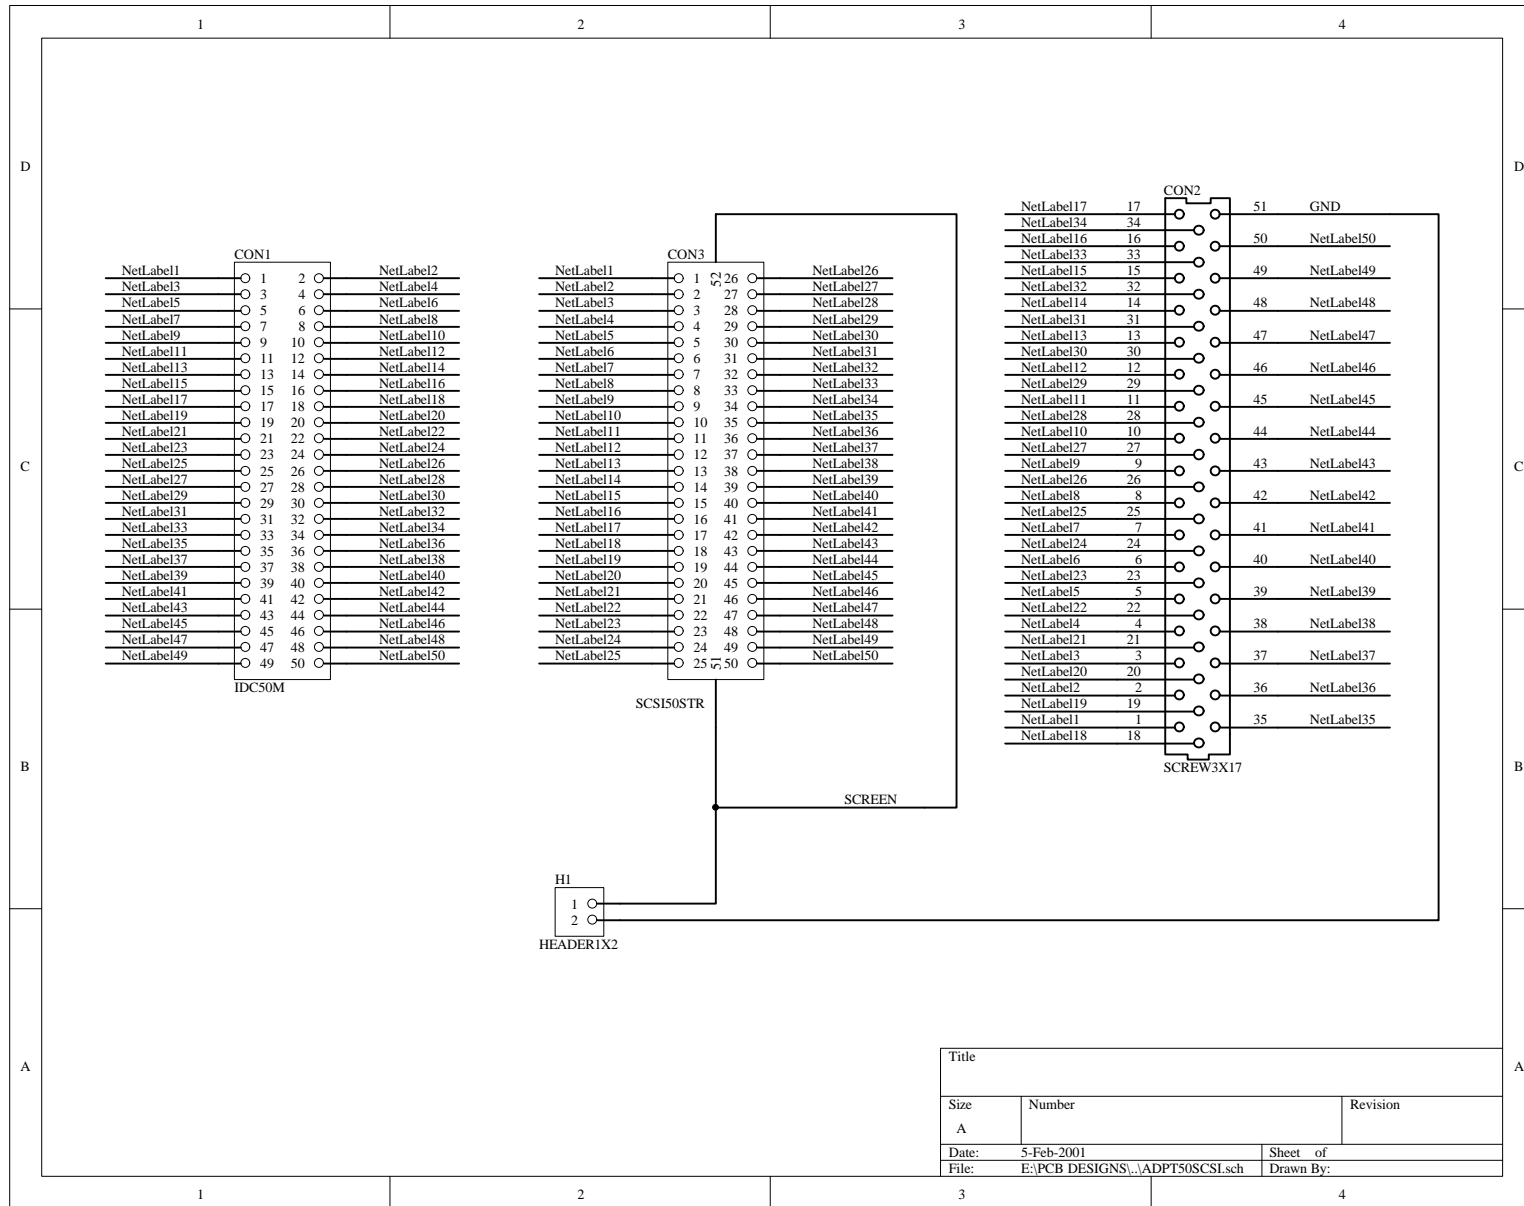 1 2 3 4
D D
C C
B B
A A
CON1
NetLabel1 1 2 NetLabel2
NetLabel3 3 4 NetLabel4
NetLabel5 5 6 NetLabel6
NetLabel7 7 8 NetLabel8
NetLabel9 9 10 NetLabel10
NetLabel11 11 12 NetLabel12
NetLabel13 13 14 NetLabel14
NetLabel15 15 16 NetLabel16
NetLabel17 17 18 NetLabel18
NetLabel19 19 20 NetLabel20
NetLabel21 21 22 NetLabel22
NetLabel23 23 24 NetLabel24
NetLabel25 25 26 NetLabel26
NetLabel27 27 28 NetLabel28
NetLabel29 29 30 NetLabel30
NetLabel31 31 32 NetLabel32
NetLabel33 33 34 NetLabel34
NetLabel35 35 36 NetLabel36
NetLabel37 37 38 NetLabel38
NetLabel39 39 40 NetLabel40
NetLabel41 41 42 NetLabel42
NetLabel43 43 44 NetLabel44
NetLabel45 45 46 NetLabel46
NetLabel47 47 48 NetLabel48
NetLabel49 49 50 NetLabel50
IDC50M
CON3
52
NetLabel1 1 26 NetLabel26
NetLabel2 2 27 NetLabel27
NetLabel3 3 28 NetLabel28
NetLabel4 4 29 NetLabel29
NetLabel5 5 30 NetLabel30
NetLabel6 6 31 NetLabel31
NetLabel7 7 32 NetLabel32
NetLabel8 8 33 NetLabel33
NetLabel9 9 34 NetLabel34
NetLabel10 10 35 NetLabel35
NetLabel11 11 36 NetLabel36
NetLabel12 12 37 NetLabel37
NetLabel13 13 38 NetLabel38
NetLabel14 14 39 NetLabel39
NetLabel15 15 40 NetLabel40
NetLabel16 16 41 NetLabel41
NetLabel17 17 42 NetLabel42
NetLabel18 18 43 NetLabel43
NetLabel19 19 44 NetLabel44
NetLabel20 20 45 NetLabel45
NetLabel21 21 46 NetLabel46
NetLabel22 22 47 NetLabel47
NetLabel23 23 48 NetLabel48
NetLabel24 24 49 NetLabel49
NetLabel25 25 50 NetLabel50
51
SCSI50STR
CON2
NetLabel17 17 51 GND
NetLabel34 34
NetLabel16 16 50 NetLabel50
NetLabel33 33
NetLabel15 15 49 NetLabel49
NetLabel32 32
NetLabel14 14 48 NetLabel48
NetLabel31 31
NetLabel13 13 47 NetLabel47
NetLabel30 30
NetLabel12 12 46 NetLabel46
NetLabel29 29
NetLabel11 11 45 NetLabel45
NetLabel28 28
NetLabel10 10 44 NetLabel44
NetLabel27 27
NetLabel9 9 43 NetLabel43
NetLabel26 26
NetLabel8 8 42 NetLabel42
NetLabel25 25
NetLabel7 7 41 NetLabel41
NetLabel24 24
NetLabel6 6 40 NetLabel40
NetLabel23 23
NetLabel5 5 39 NetLabel39
NetLabel22 22
NetLabel4 4 38 NetLabel38
NetLabel21 21
NetLabel3 3 37 NetLabel37
NetLabel20 20
NetLabel2 2 36 NetLabel36
NetLabel19 19
NetLabel1 1 35 NetLabel35
NetLabel18 18
SCREW3X17
SCREEN
H1
1
2
HEADER1X2
Title
Size Number Revision
A
Date: 5-Feb-2001 Sheet of
File: E:\PCB DESIGNS\..\ADPT50SCSI.sch Drawn By:
1 2 3 4